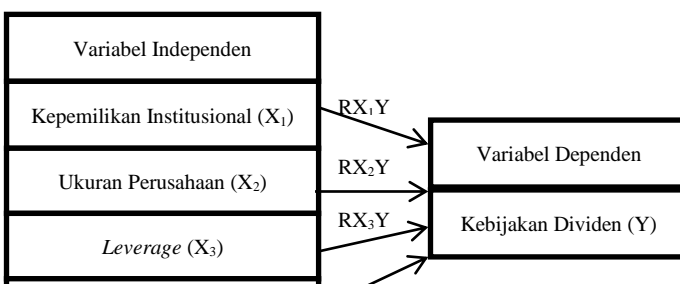 Variabel Independen
Kepemilikan Institusional (X₁)
Ukuran Perusahaan (X₂)
Leverage (X₃)
RX₁Y
RX₂Y
RX₃Y
Variabel Dependen
Kebijakan Dividen (Y)